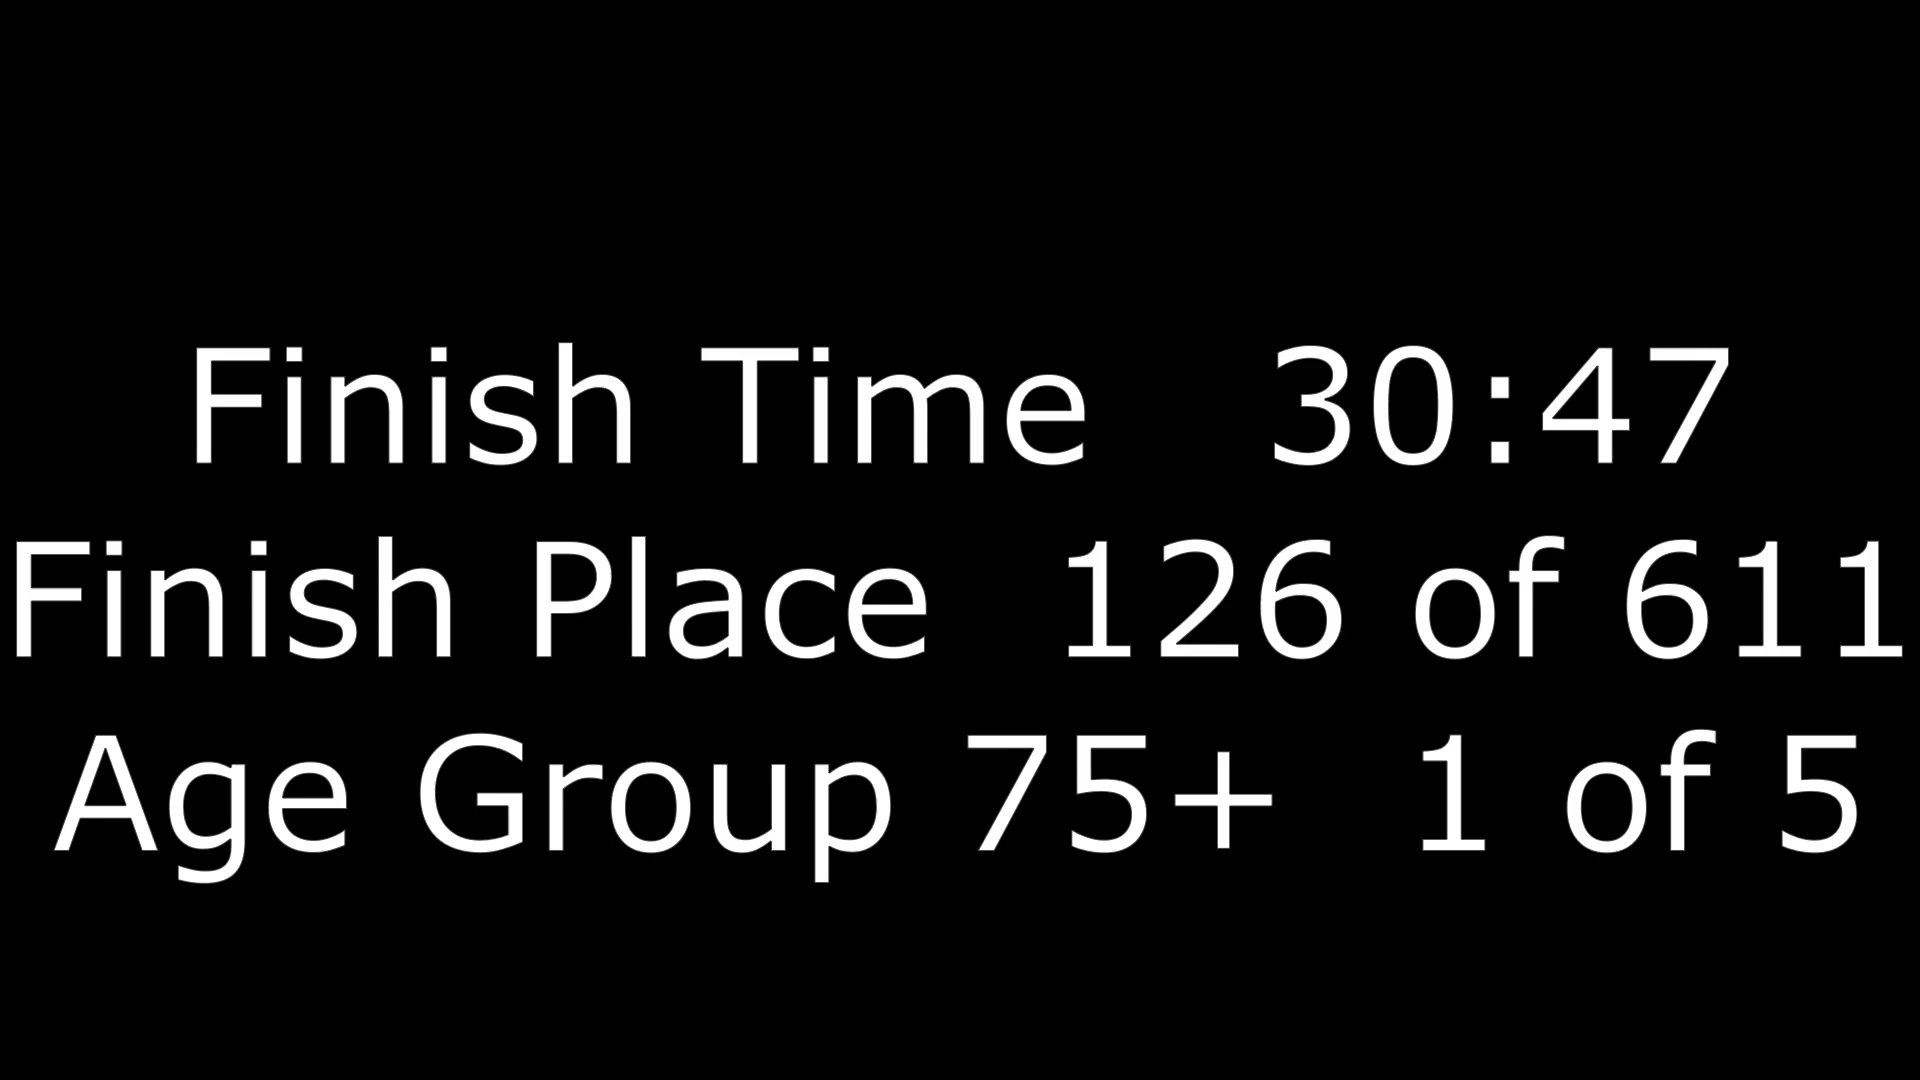 Finish Time 30:47
Finish Place 126 of 611
Age Group 75+ 1 of 5